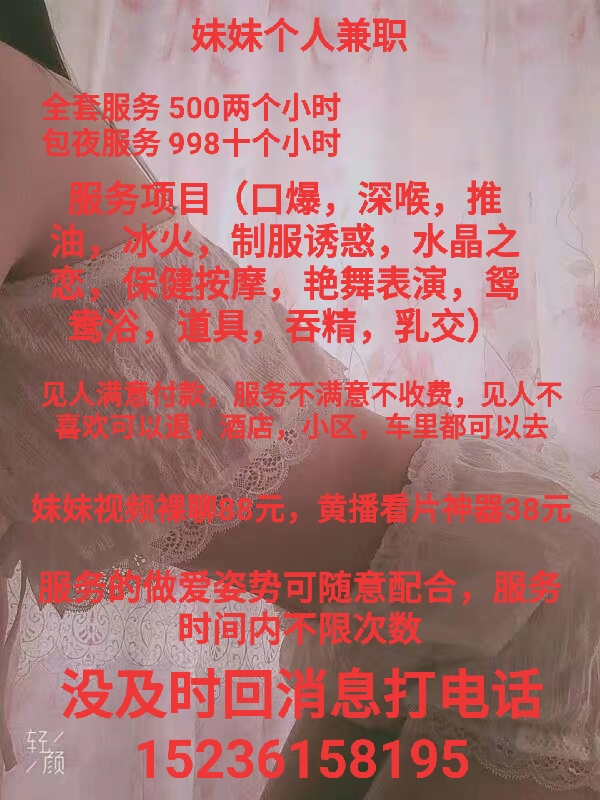 妹妹个人兼职
全套服务 500两个小时
包夜服务 998十个小时
服务项目（口爆，深喉，推
油，冰火，制服诱惑，水晶之
恋，保健按摩，艳舞表演，鸳
鸯浴，道具，吞精，乳交）
见人满意付款，服务不满意不收费，见人不
喜欢可以退，酒店，小区，车里都可以去
妹妹视频裸聊88元，黄播看片神器38元
服务的做爱姿势可随意配合，服务
时间内不限次数
没及时回消息打电话
15236158195
轻
颜